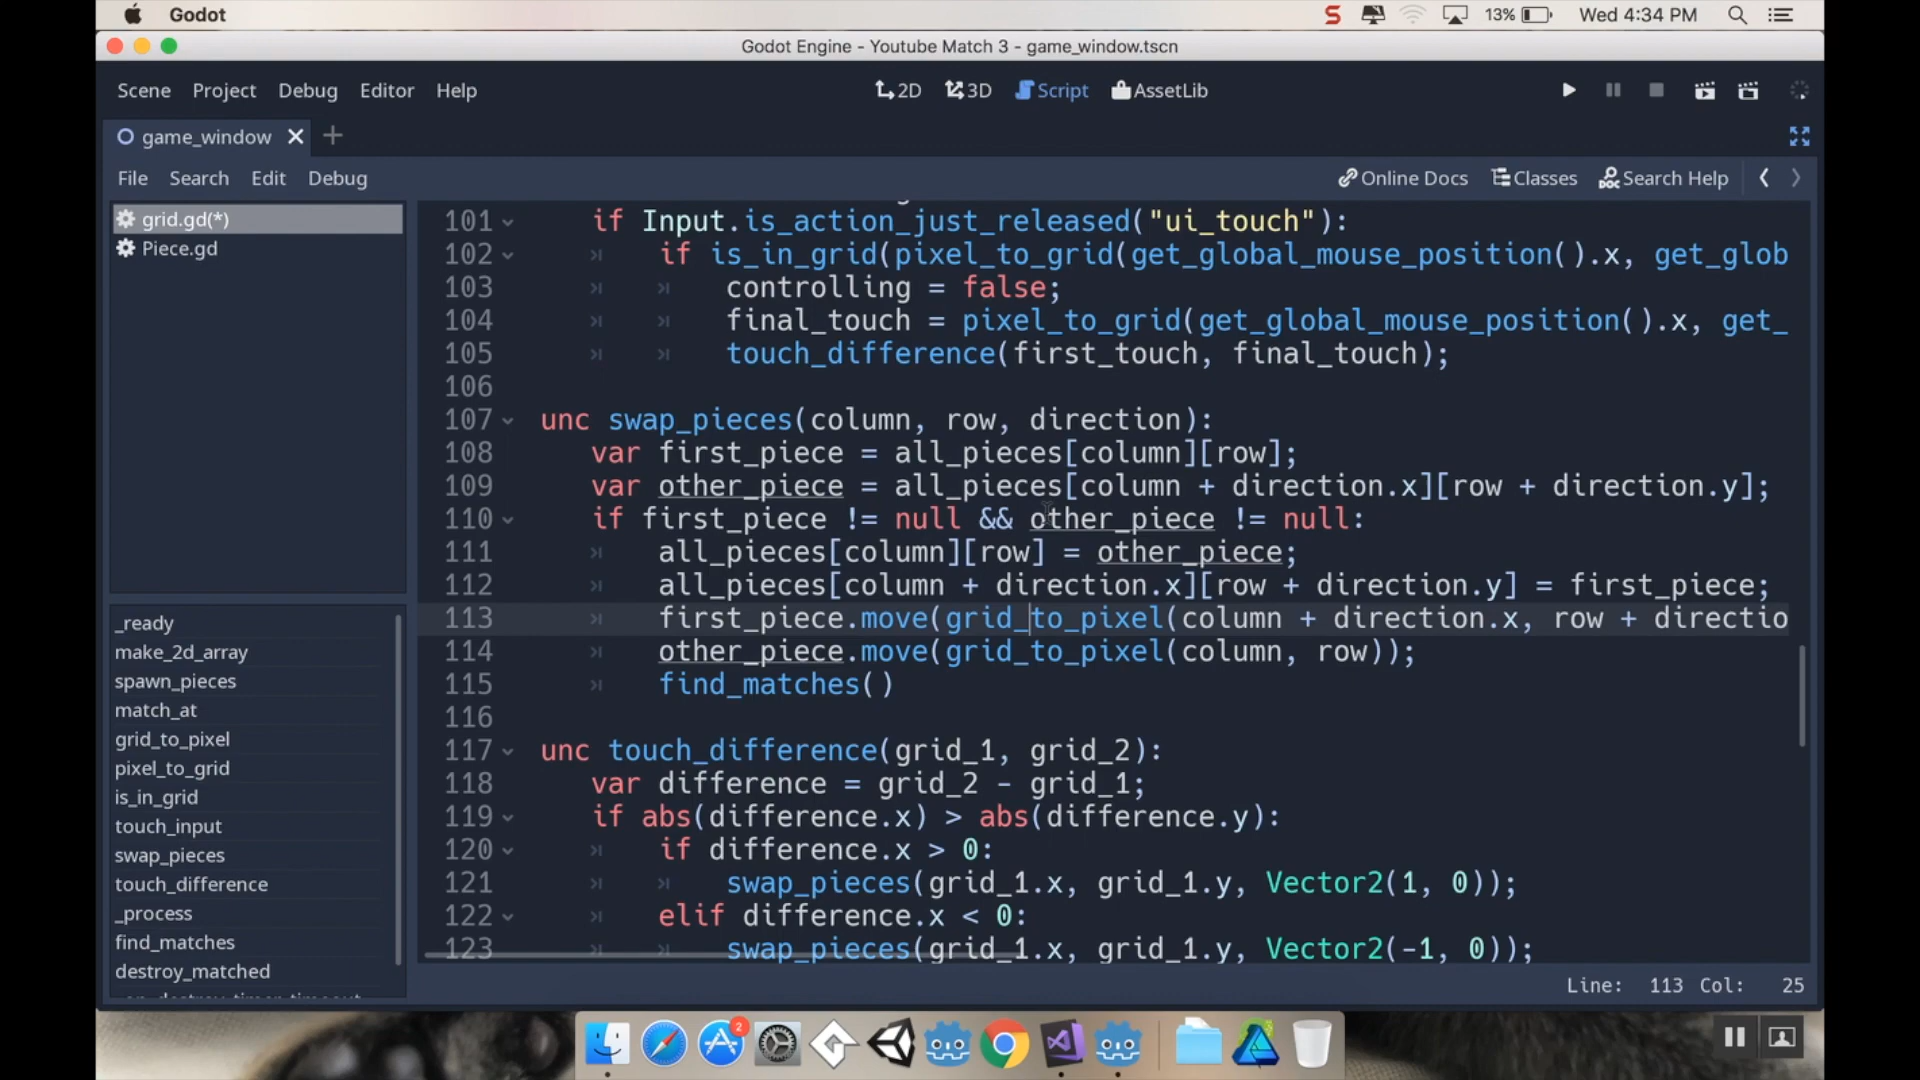 Godot
13%
Wed 4:34 PM
Godot Engine - Youtube Match 3 - game_window.tscn
Scene Project Debug Editor Help
2D 3D Script AssetLib
game_window
File Search Edit Debug
Online Docs Classes Search Help
grid.gd(*)
Piece.gd
_ready
make_2d_array
spawn_pieces
match_at
grid_to_pixel
pixel_to_grid
is_in_grid
touch_input
swap_pieces
touch_difference
_process
find_matches
destroy_matched
101 if Input.is_action_just_released("ui_touch"):
102 if is_in_grid(pixel_to_grid(get_global_mouse_position().x, get_glob
103 controlling = false;
104 final_touch = pixel_to_grid(get_global_mouse_position().x, get_
105 touch_difference(first_touch, final_touch);
106
107 unc swap_pieces(column, row, direction):
108 var first_piece = all_pieces[column][row];
109 var other_piece = all_pieces[column + direction.x][row + direction.y];
110 if first_piece != null && other_piece != null:
111 all_pieces[column][row] = other_piece;
112 all_pieces[column + direction.x][row + direction.y] = first_piece;
113 first_piece.move(grid_to_pixel(column + direction.x, row + directio
114 other_piece.move(grid_to_pixel(column, row));
115 find_matches()
116
117 unc touch_difference(grid_1, grid_2):
118 var difference = grid_2 - grid_1;
119 if abs(difference.x) > abs(difference.y):
120 if difference.x > 0:
121 swap_pieces(grid_1.x, grid_1.y, Vector2(1, 0));
122 elif difference.x < 0:
123 swap_pieces(grid_1.x, grid_1.y, Vector2(-1, 0));
Line: 113 Col: 25
2